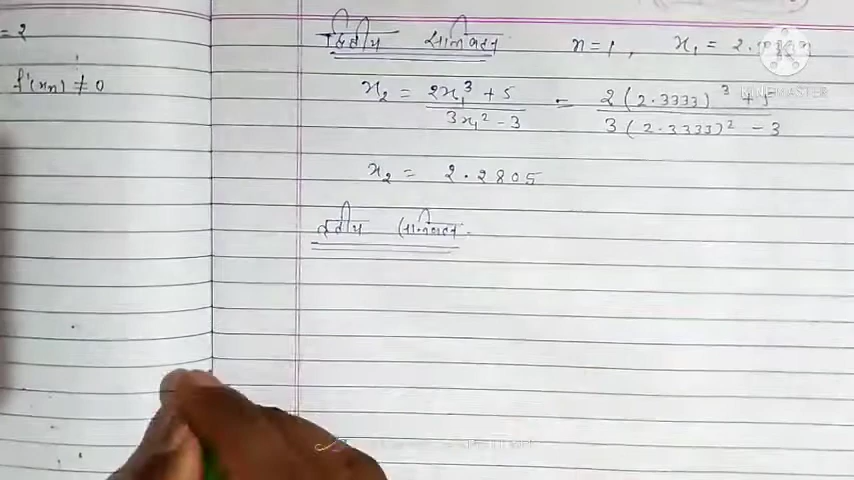 = 2
f'(xn) ≠ 0
द्वितीय सन्निकटन n = 1, x₁ = 2.3333
x₂ = 2x₁³ + 5 / 3x₁² - 3 = 2(2.3333)³ + 5 / 3(2.3333)² - 3
KINEMASTER
x₂ = 2.2805
तृतीय सन्निकटन